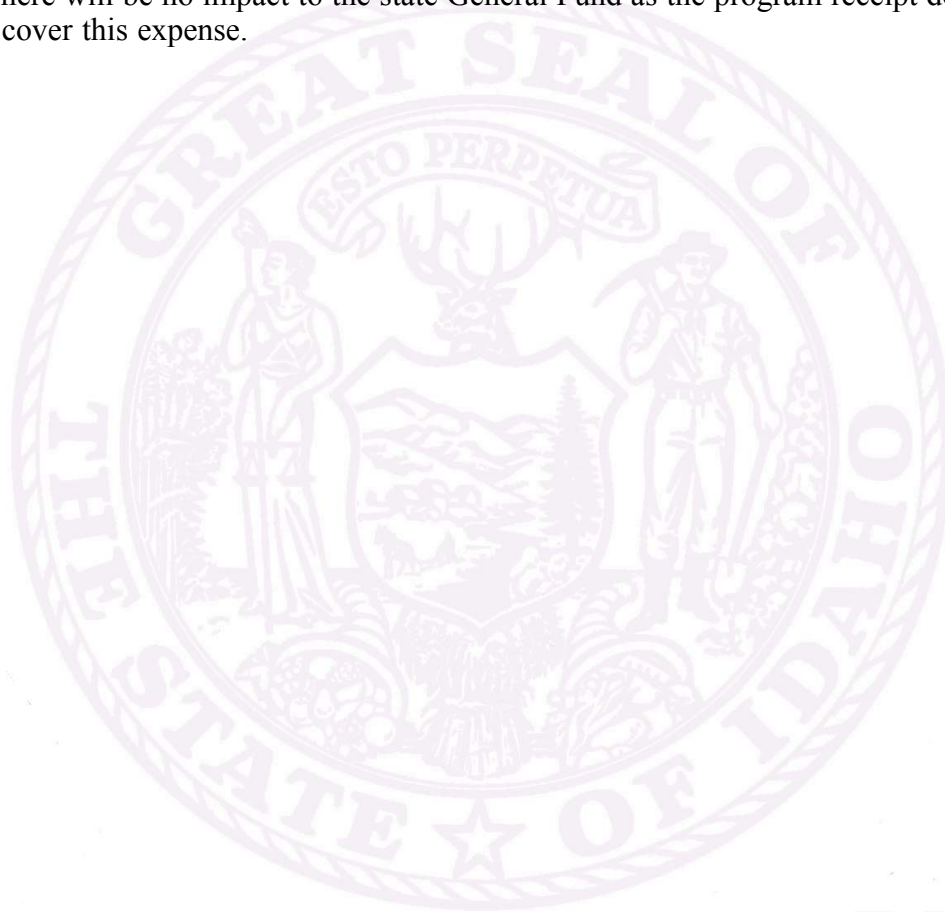 here will be no impact to the state General Fund as the program receipt
cover this expense.
GREAT SEAL OF
ESTO PERPETUA
THE STATE OF IDAHO